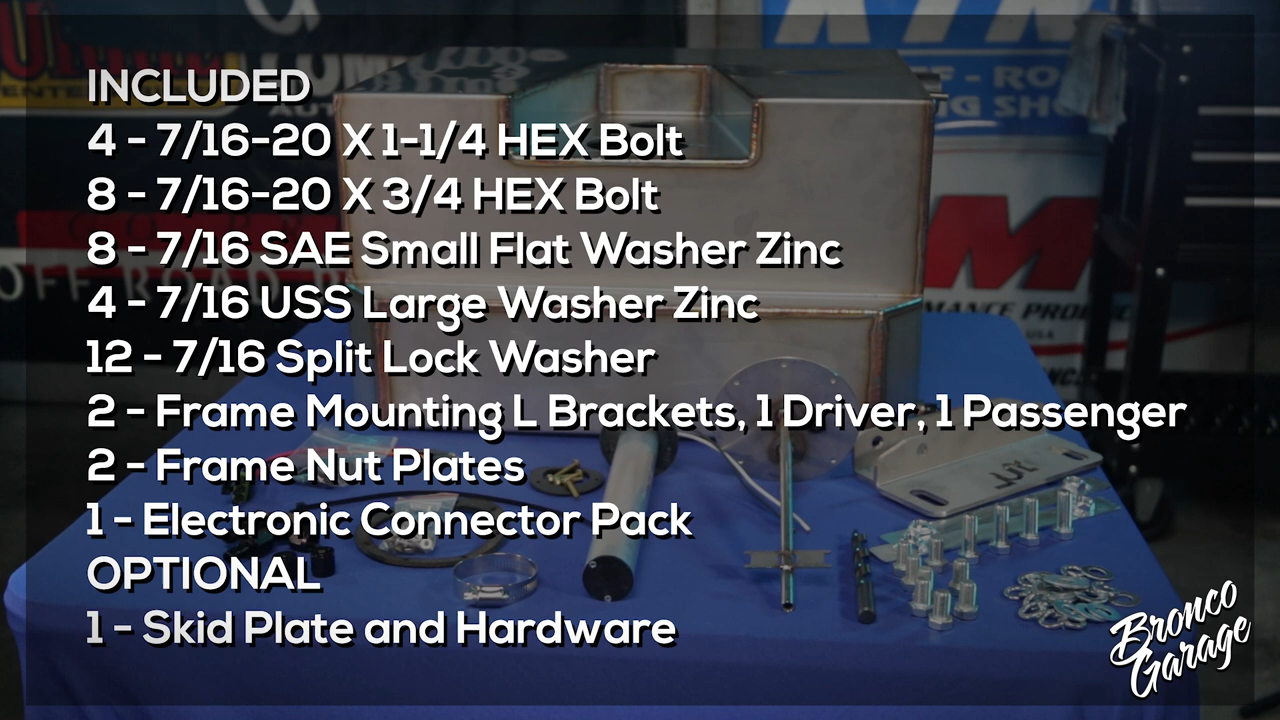 INCLUDED
4 - 7/16-20 X 1-1/4 HEX Bolt
8 - 7/16-20 X 3/4 HEX Bolt
8 - 7/16 SAE Small Flat Washer Zinc
4 - 7/16 USS Large Washer Zinc
12 - 7/16 Split Lock Washer
2 - Frame Mounting L Brackets, 1 Driver, 1 Passenger
2 - Frame Nut Plates
1 - Electronic Connector Pack
OPTIONAL
1 - Skid Plate and Hardware
Bronco
Garage